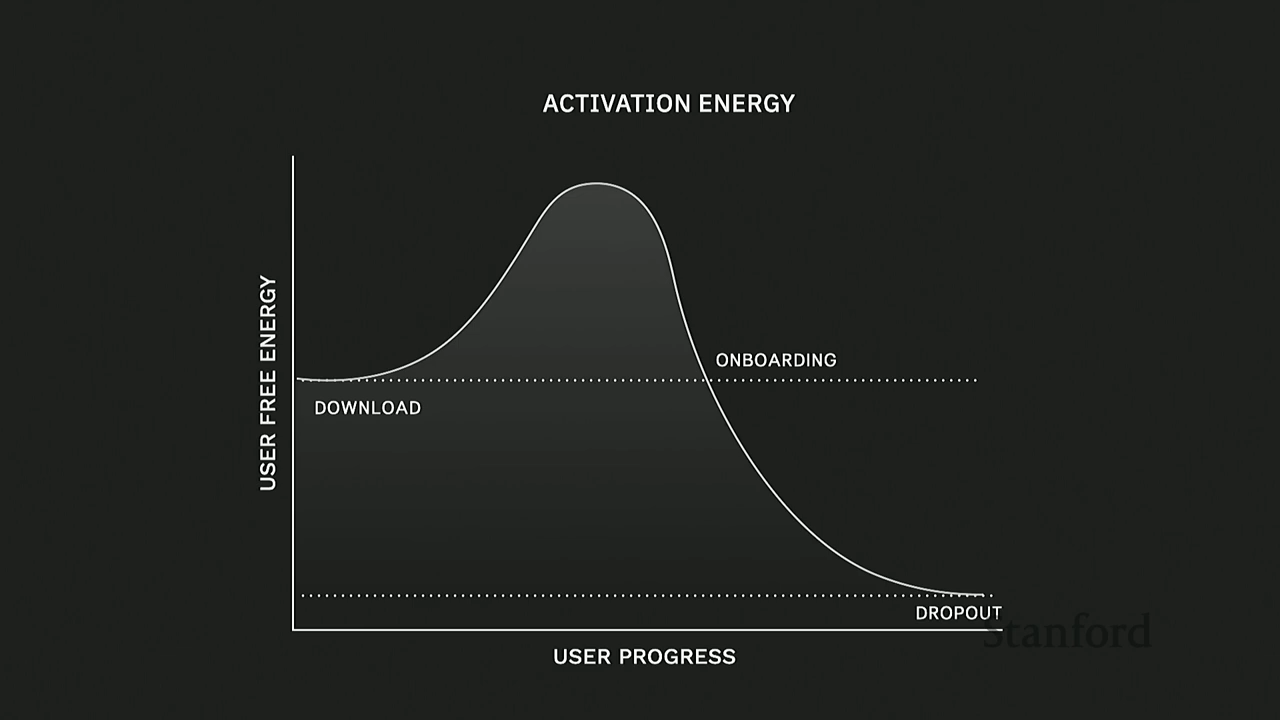 ACTIVATION ENERGY
USER FREE ENERGY
ONBOARDING
DOWNLOAD
DROPOUT
Stanford
USER PROGRESS